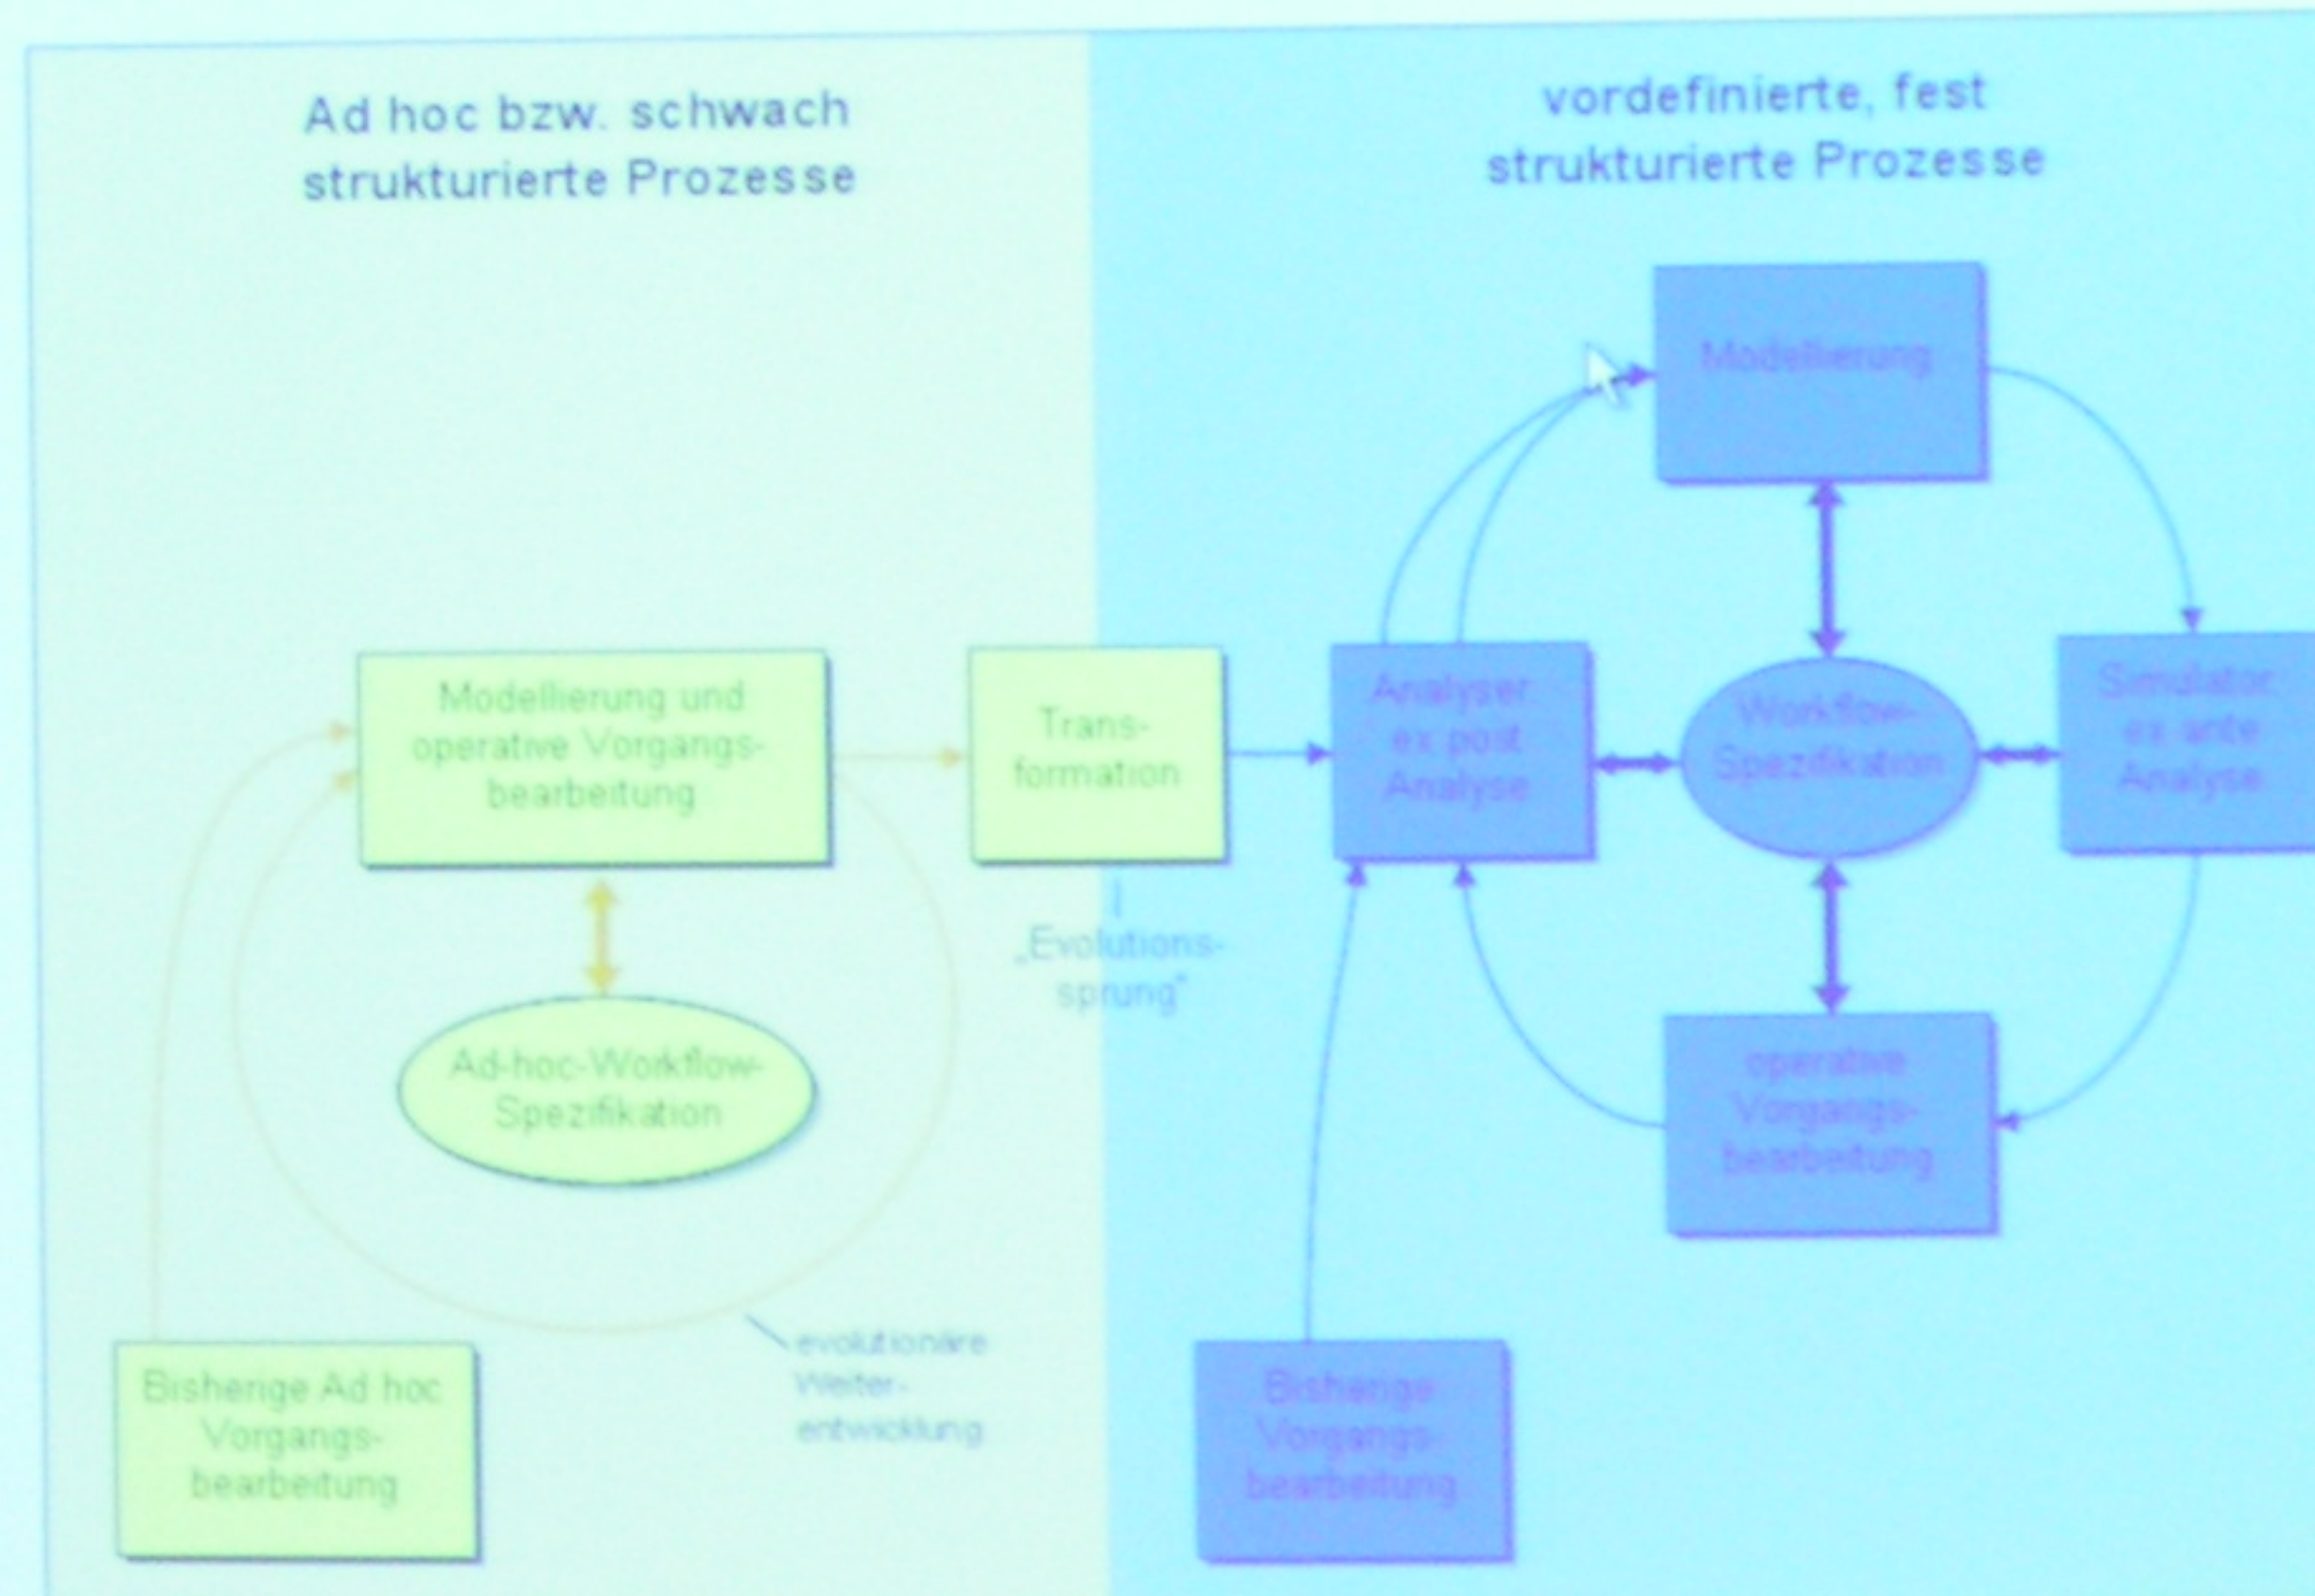 Ad hoc bzw. schwach
strukturierte Prozesse
vordefinierte, fest
strukturierte Prozesse
Modellierung
Modellierung und
operative Vorgangs-
bearbeitung
Trans-
formation
Analyser
ex post
Analyse
Workflow-
Spezifikation
Simulator
ex ante
Analyse
„Evolutions-
sprung"
Ad-hoc-Workflow-
Spezifikation
operative
Vorgangs-
bearbeitung
evolutionäre
Weiter-
entwicklung
Bisherige Ad hoc
Vorgangs-
bearbeitung
Bisherige
Vorgangs-
bearbeitung